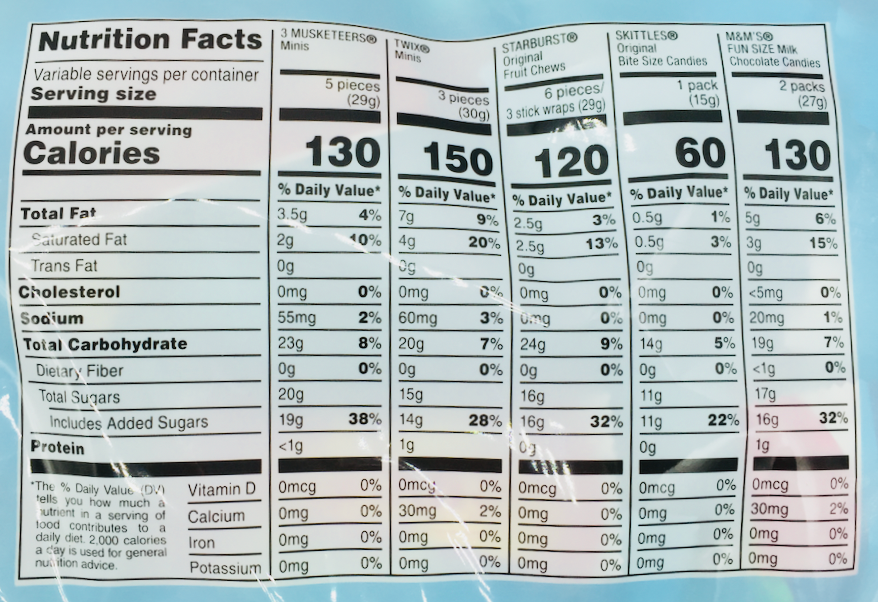 Nutrition Facts
Variable servings per container
Serving size
Amount per serving
Calories
3 MUSKETEERS®
Minis
5 pieces
(29g)
130
TWIX®
Minis
3 pieces
(30g)
150
STARBURST®
Original
Fruit Chews
6 pieces/
3 stick wraps (29g)
120
SKITTLES®
Original
Bite Size Candies
1 pack
(15g)
60
M&M'S®
FUN SIZE Milk
Chocolate Candies
2 packs
(27g)
130
% Daily Value* % Daily Value* % Daily Value* % Daily Value* % Daily Value*
Total Fat 3.5g 4% 7g 9% 2.5g 3% 0.5g 1% 5g 6%
Saturated Fat 2g 10% 4g 20% 2.5g 13% 0.5g 3% 3g 15%
Trans Fat 0g 0g 0g 0g 0g
Cholesterol 0mg 0% 0mg 0% 0mg 0% 0mg 0% <5mg 0%
Sodium 55mg 2% 60mg 3% 0mg 0% 0mg 0% 20mg 1%
Total Carbohydrate 23g 8% 20g 7% 24g 9% 14g 5% 19g 7%
Dietary Fiber 0g 0% 0g 0% 0g 0% 0g 0% <1g 0%
Total Sugars 20g 15g 16g 11g 17g
Includes Added Sugars 19g 38% 14g 28% 16g 32% 11g 22% 16g 32%
Protein <1g 1g 0g 0g 1g
*The % Daily Value (DV)
tells you how much a
nutrient in a serving of
food contributes to a
daily diet. 2,000 calories
a day is used for general
nutrition advice.
Vitamin D 0mcg 0% 0mcg 0% 0mcg 0% 0mcg 0% 0mcg 0%
Calcium 0mg 0% 30mg 2% 0mg 0% 0mg 0% 30mg 2%
Iron 0mg 0% 0mg 0% 0mg 0% 0mg 0% 0mg 0%
Potassium 0mg 0% 0mg 0% 0mg 0% 0mg 0% 0mg 0%